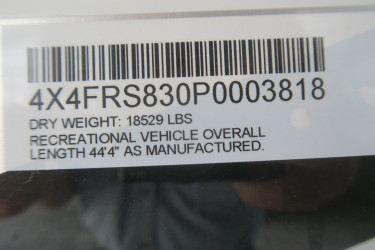 4X4FRS830P0003818
DRY WEIGHT: 18529 LBS
RECREATIONAL VEHICLE OVERALL
LENGTH 44'4" AS MANUFACTURED.